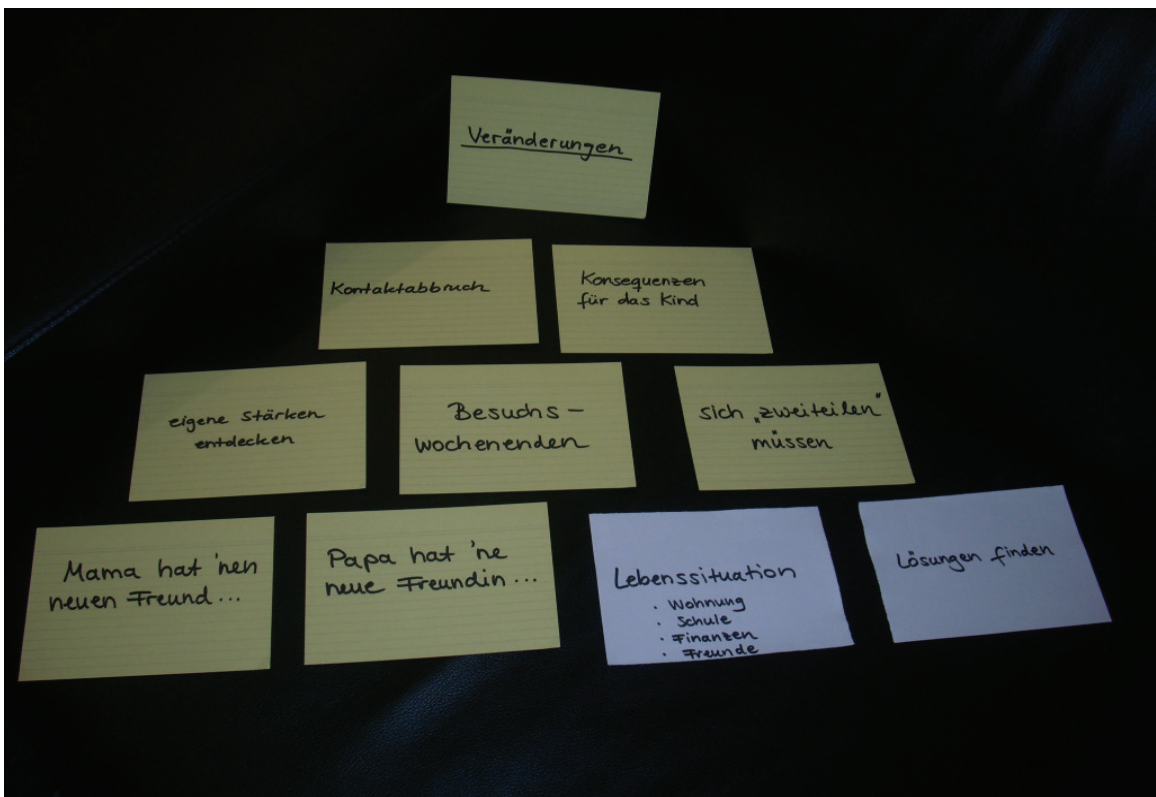 Veränderungen
Kontaktabbruch
Konsequenzen
für das Kind
eigene Stärken
entdecken
Besuchs-
wochenenden
sich „zweiteilen"
müssen
Mama hat 'nen
neuen Freund...
Papa hat 'ne
neue Freundin...
Lebenssituation
· Wohnung
· Schule
· Finanzen
· Freunde
Lösungen finden